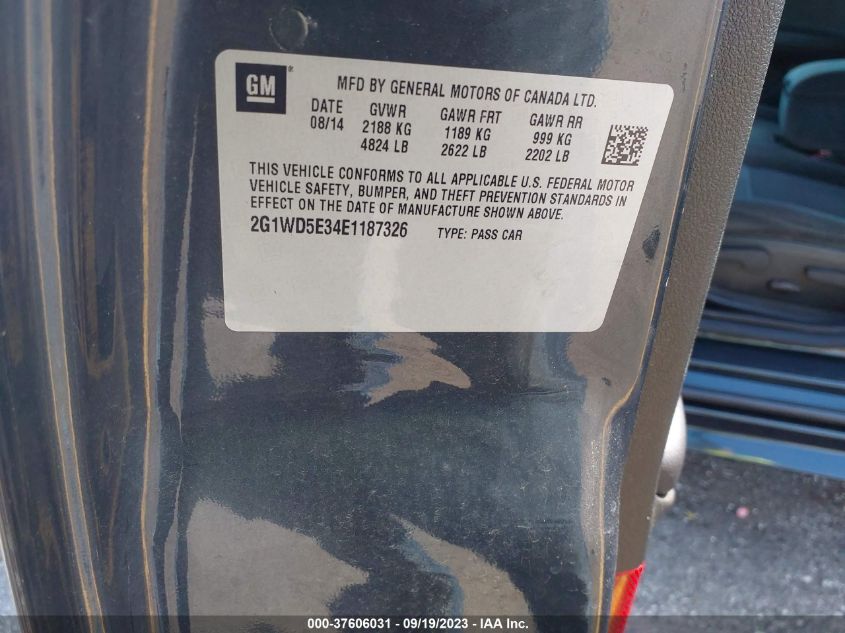 GM
MFD BY GENERAL MOTORS OF CANADA LTD.
DATE GVWR GAWR FRT GAWR RR
08/14 2188 KG 1189 KG 999 KG
4824 LB 2622 LB 2202 LB
THIS VEHICLE CONFORMS TO ALL APPLICABLE U.S. FEDERAL MOTOR
VEHICLE SAFETY, BUMPER, AND THEFT PREVENTION STANDARDS IN
EFFECT ON THE DATE OF MANUFACTURE SHOWN ABOVE.
2G1WD5E34E1187326 TYPE: PASS CAR
000-37606031 - 09/19/2023 - IAA Inc.